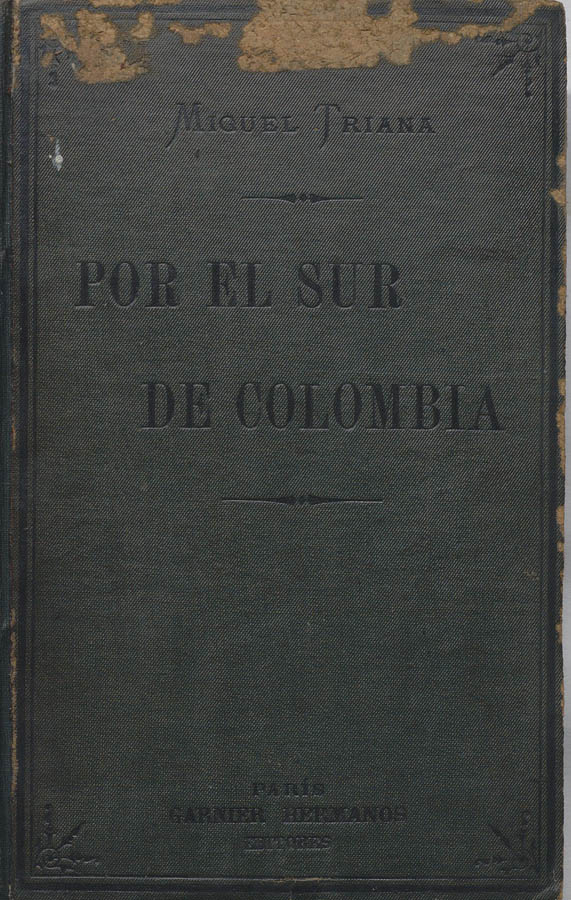 MIGUEL TRIANA
POR EL SUR
DE COLOMBIA
PARÍS
GARNIER HERMANOS
EDITORES